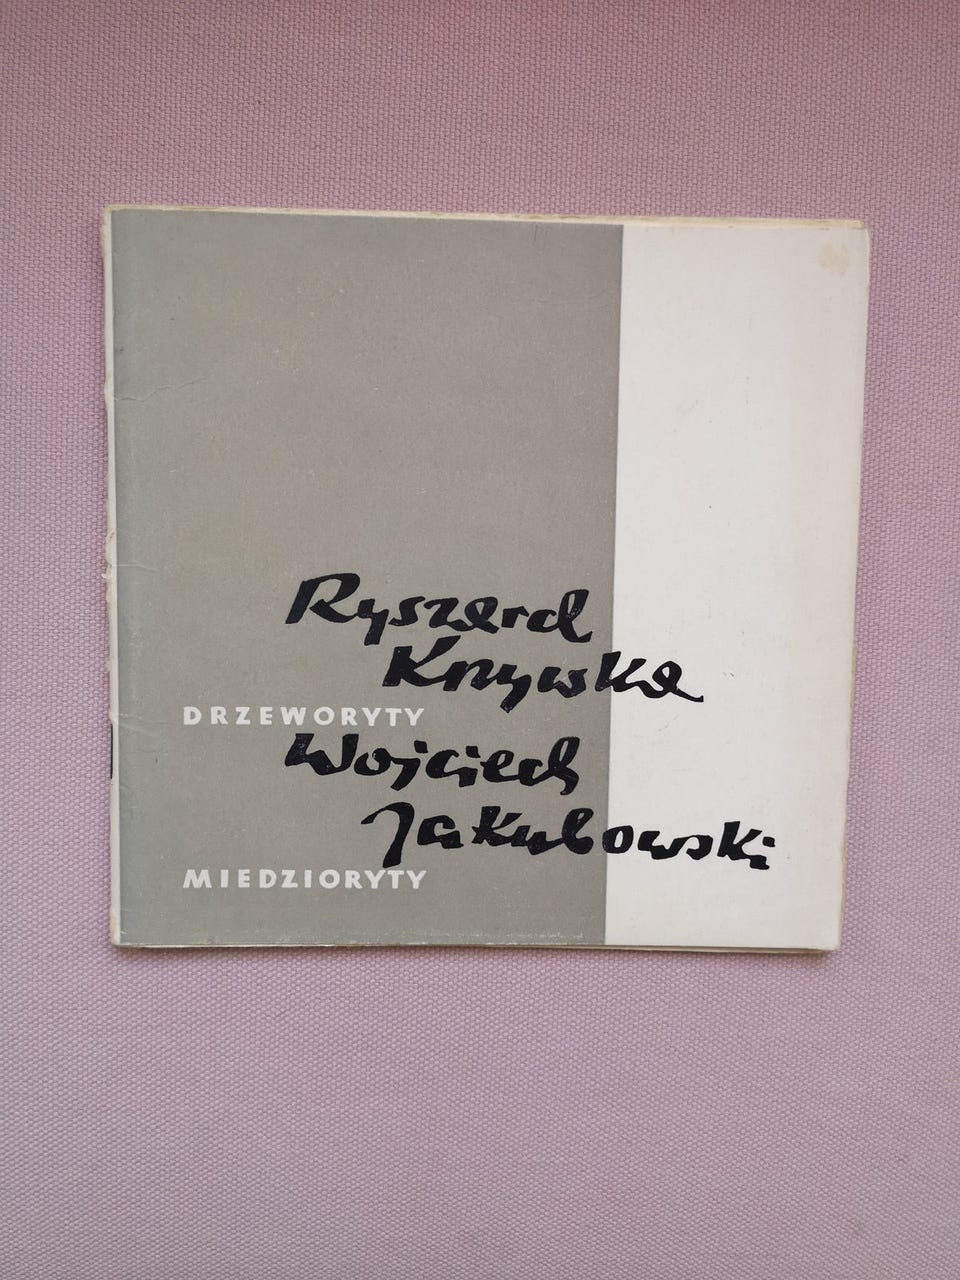 Ryszard
Krzywka
DRZEWORYTY
Wojciech
Jakubowski
MIEDZIORYTY